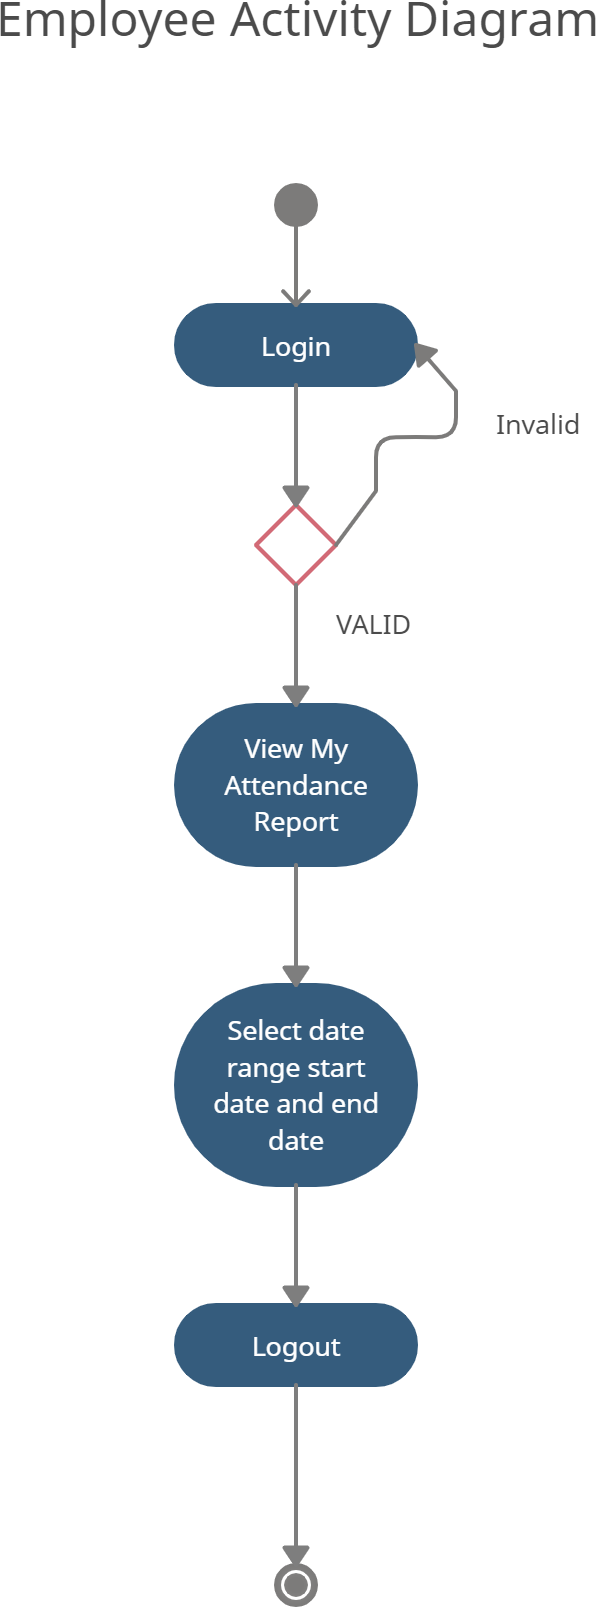 Employee Activity Diagram
Login
Invalid
VALID
View My
Attendance
Report
Select date
range start
date and end
date
Logout